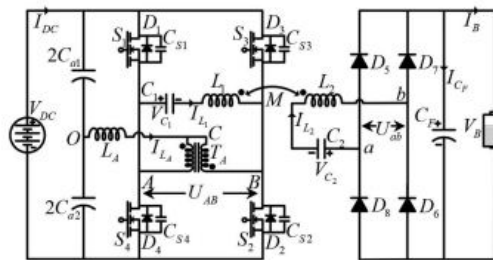 I_DC D_1 D_3 I_B
2C_a1 S_1 C_S1 S_3 C_S3
L_1 L_2 D_5 D_7
C_1 M b I_CF
V_DC V_C1 I_L1 U_ab C_F V_B
O C I_L2 C_2 a
L_A I_LA T_A V_C2
A U_AB B
2C_a2 D_8 D_6
S_4 D_4 C_S4 S_2 D_2 C_S2